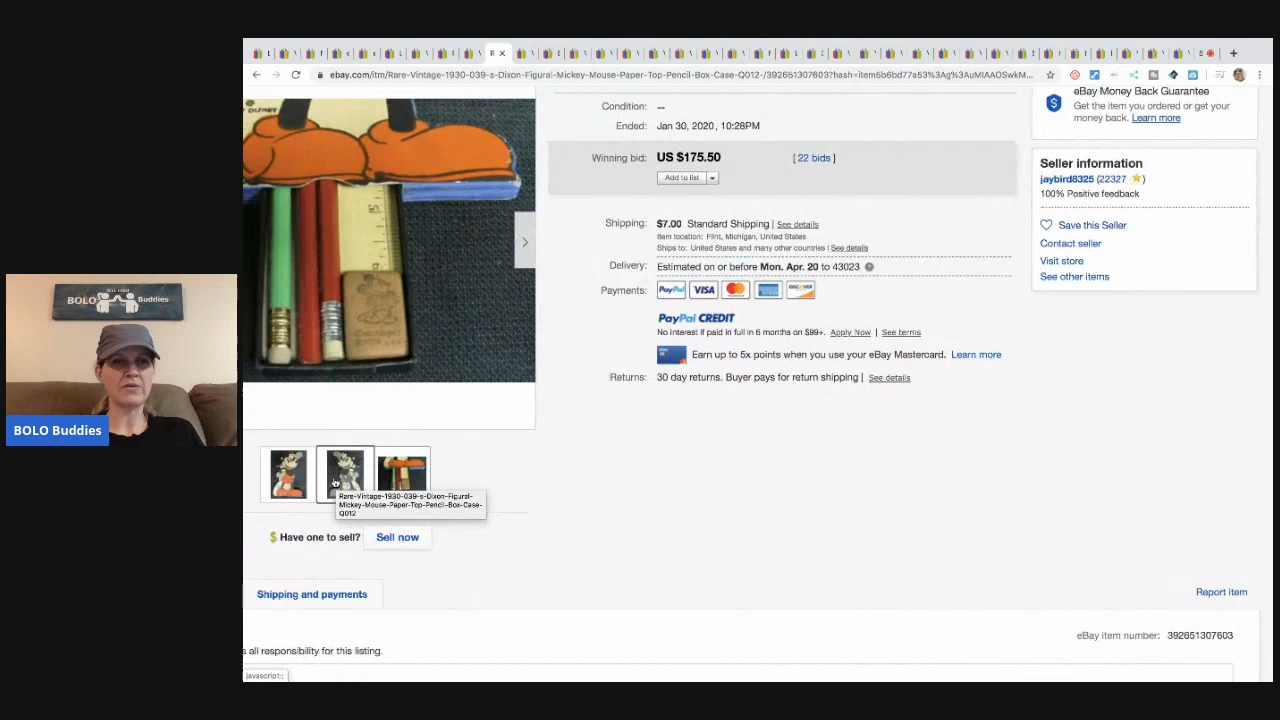 ebay.com/itm/Rare-Vintage-1930-039-s-Dixon-Figural-Mickey-Mouse-Paper-Top-Pencil-Box-Case-Q012-/392651307603?hash=item5b6bd77a53%3Ag%3AuMIAAOSwkM...
DISNEY
Condition: --
Ended: Jan 30, 2020 , 10:28PM
Winning bid: US $175.50 [ 22 bids ]
Add to list
Shipping: $7.00 Standard Shipping | See details
Item location: Flint, Michigan, United States
Ships to: United States and many other countries | See details
Delivery: Estimated on or before Mon. Apr. 20 to 43023
Payments: PayPal VISA MasterCard DISCOVER
PayPal CREDIT
No Interest if paid in full in 6 months on $99+. Apply Now | See terms
Earn up to 5x points when you use your eBay Mastercard. Learn more
Returns: 30 day returns. Buyer pays for return shipping | See details
eBay Money Back Guarantee
Get the item you ordered or get your
money back. Learn more
Seller information
jaybird8325 (22327 )
100% Positive feedback
Save this Seller
Contact seller
Visit store
See other items
BOLO Buddies
BOLO Buddies
Rare-Vintage-1930-039-s-Dixon-Figural-
Mickey-Mouse-Paper-Top-Pencil-Box-Case-
Q012
$ Have one to sell? Sell now
Shipping and payments
Report item
eBay item number: 392651307603
s all responsibility for this listing.
javascript:;